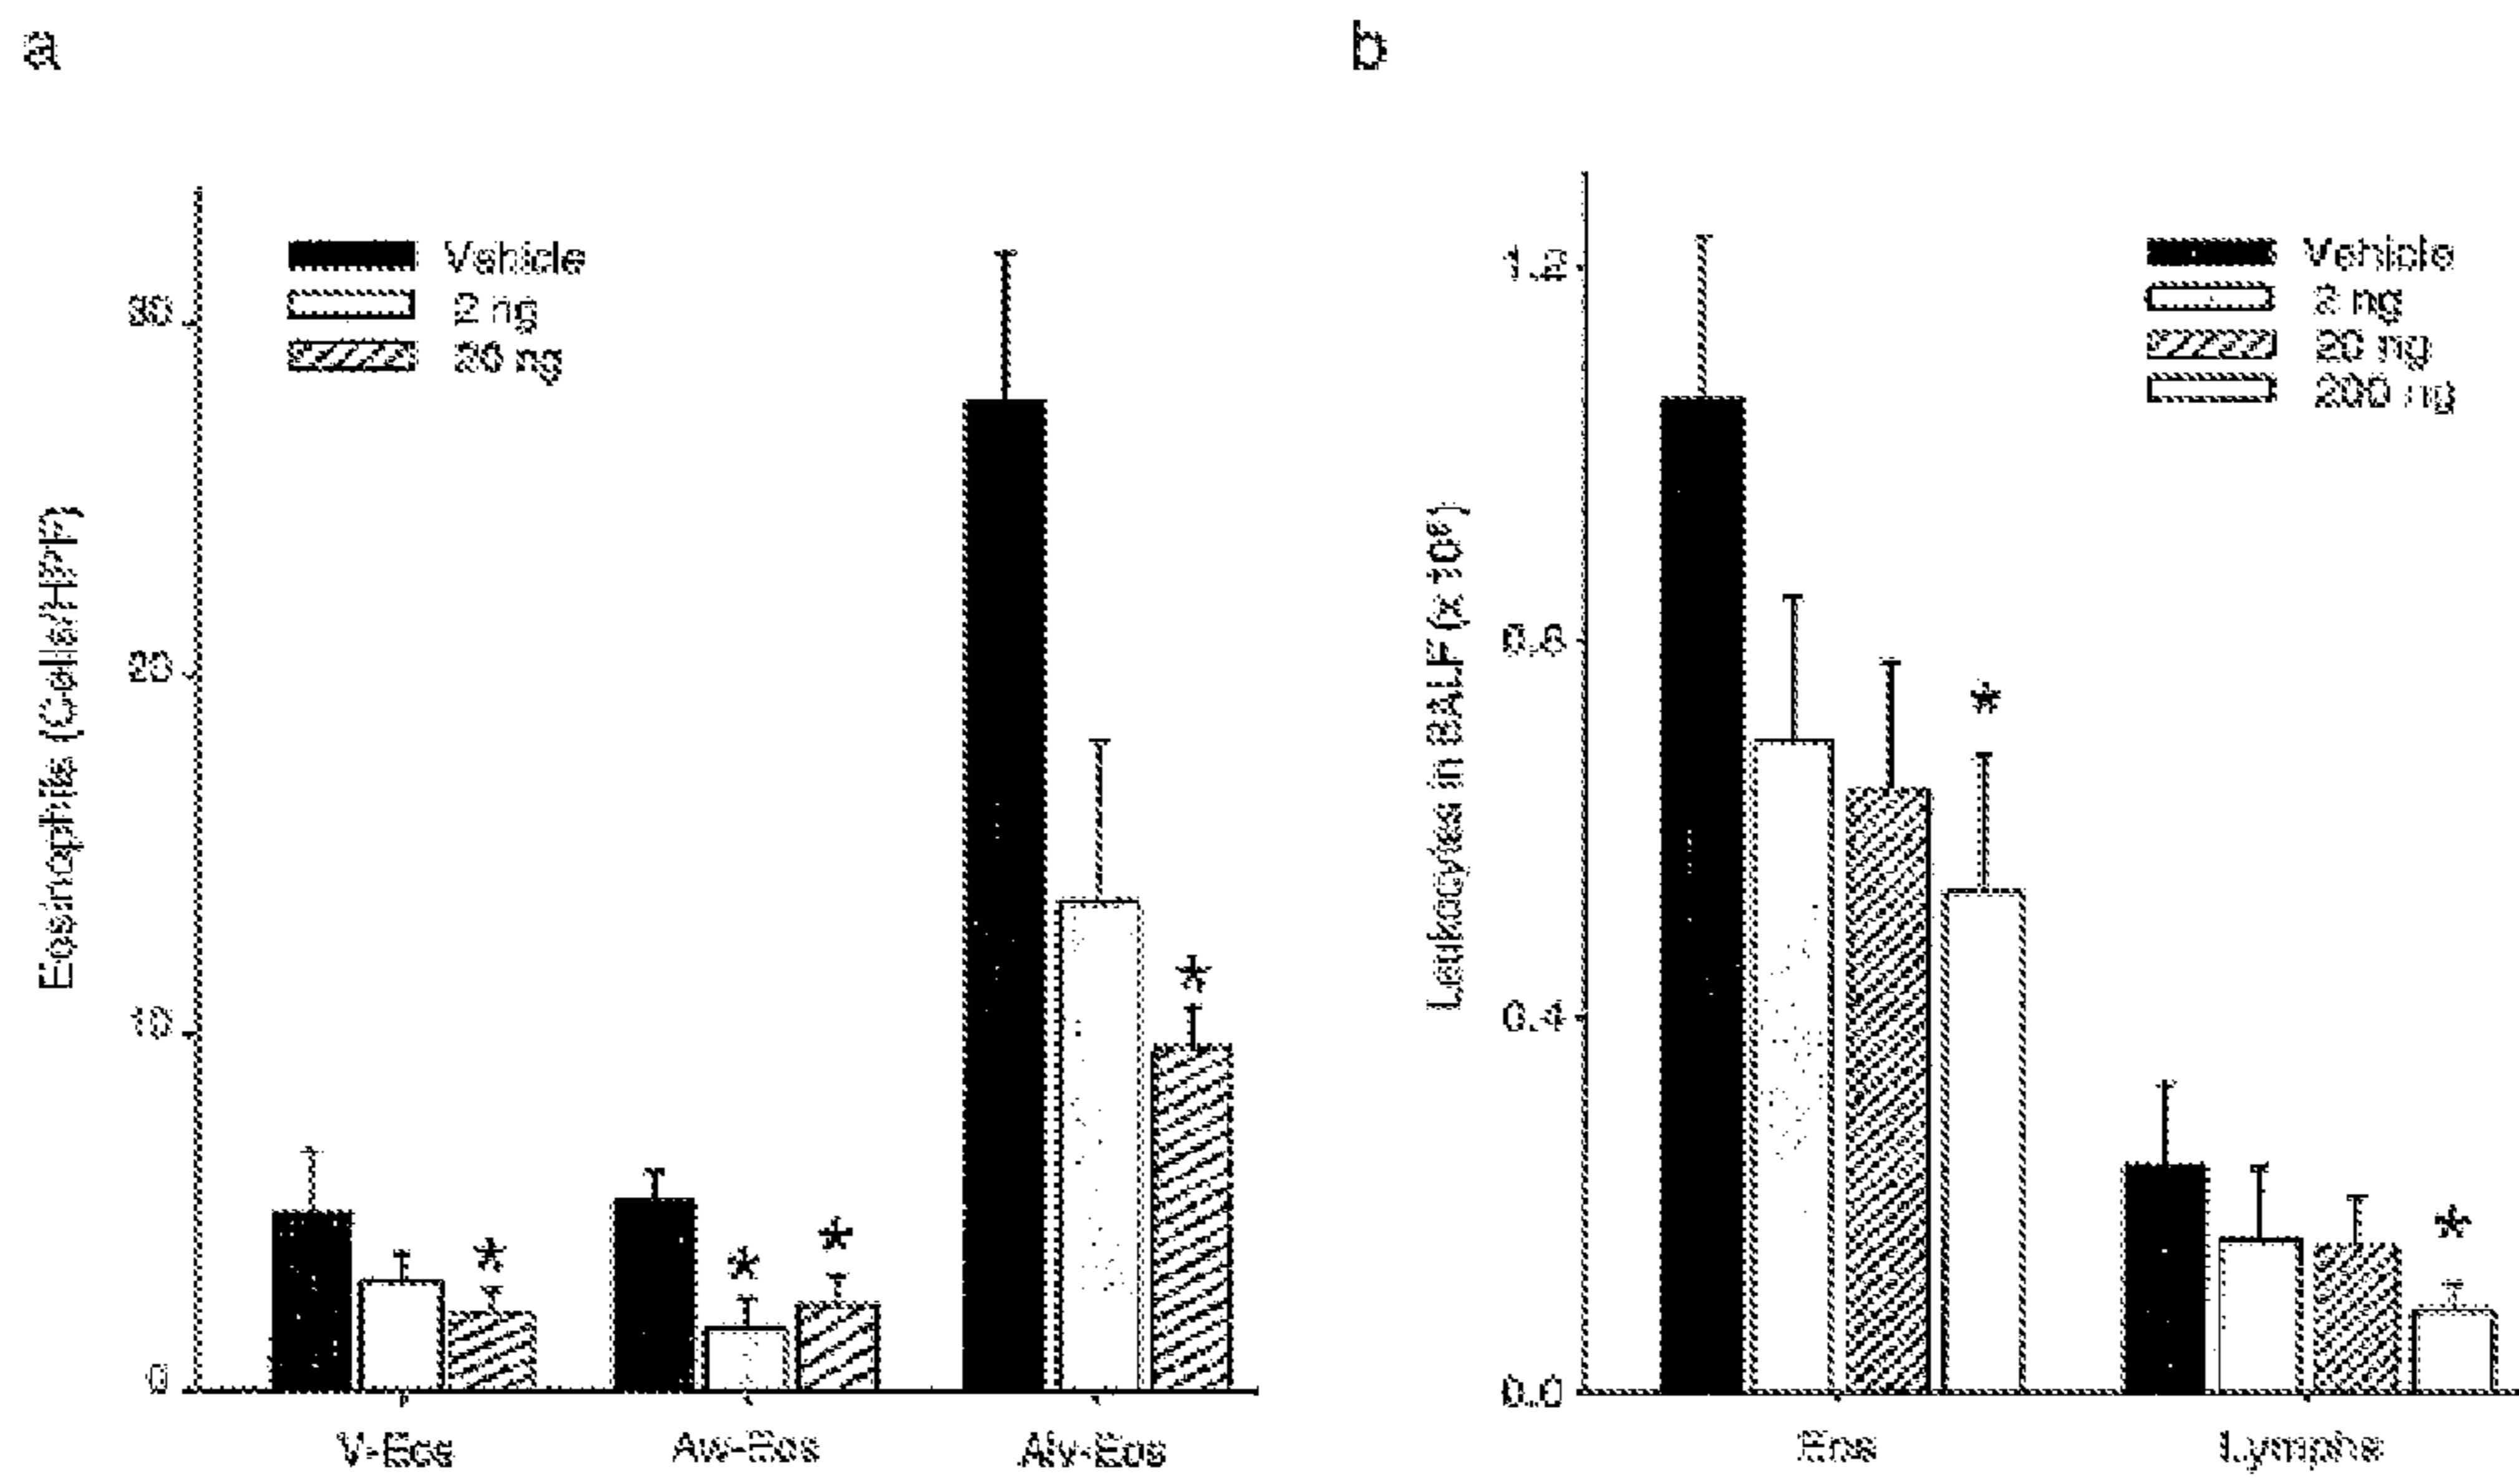 a
Vehicle
2 ng
20 ng
Eosinophils (Cells/HPF)
30
20
10
0
V-Eos
Aw-Eos
Alv-Eos
b
Vehicle
2 ng
20 ng
200 ng
Leukocytes in BALF (x 10⁶)
1.2
0.8
0.4
0.0
Eos
Lymphs
*
*
*
*
*
*